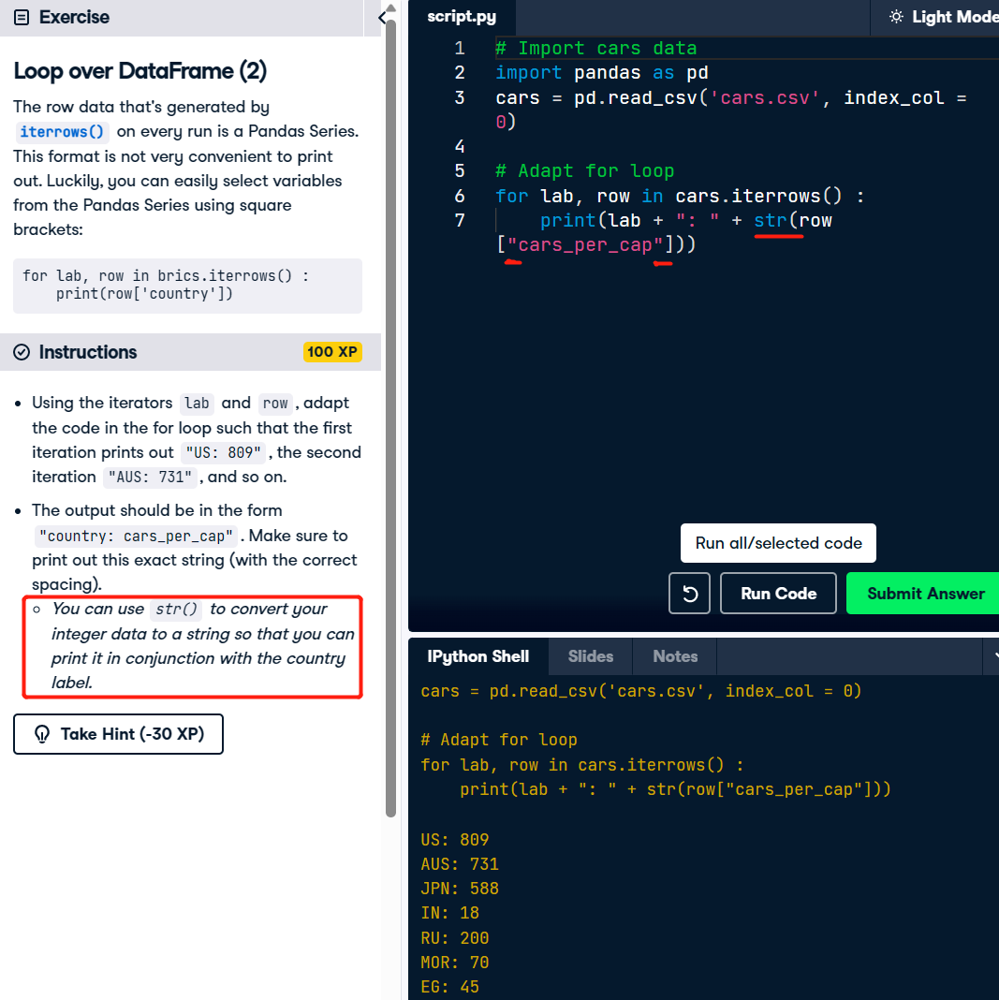 Exercise
Loop over DataFrame (2)
The row data that's generated by
iterrows() on every run is a Pandas Series.
This format is not very convenient to print
out. Luckily, you can easily select variables
from the Pandas Series using square
brackets:
for lab, row in brics.iterrows() :
    print(row['country'])
Instructions
100 XP
• Using the iterators lab and row, adapt
the code in the for loop such that the first
iteration prints out "US: 809", the second
iteration "AUS: 731", and so on.
• The output should be in the form
"country: cars_per_cap". Make sure to
print out this exact string (with the correct
spacing).
◦ You can use str() to convert your
integer data to a string so that you can
print it in conjunction with the country
label.
Take Hint (-30 XP)
script.py
Light Mode
1 # Import cars data
2 import pandas as pd
3 cars = pd.read_csv('cars.csv', index_col =
0)
4
5 # Adapt for loop
6 for lab, row in cars.iterrows() :
7     print(lab + ": " + str(row
["cars_per_cap"]))
Run all/selected code
Run Code
Submit Answer
IPython Shell
Slides
Notes
cars = pd.read_csv('cars.csv', index_col = 0)
# Adapt for loop
for lab, row in cars.iterrows() :
    print(lab + ": " + str(row["cars_per_cap"]))
US: 809
AUS: 731
JPN: 588
IN: 18
RU: 200
MOR: 70
EG: 45